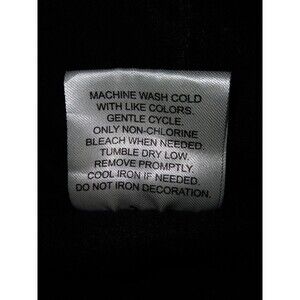 MACHINE WASH COLD
WITH LIKE COLORS.
GENTLE CYCLE.
ONLY NON-CHLORINE
BLEACH WHEN NEEDED.
TUMBLE DRY LOW.
REMOVE PROMPTLY.
COOL IRON IF NEEDED.
DO NOT IRON DECORATION.